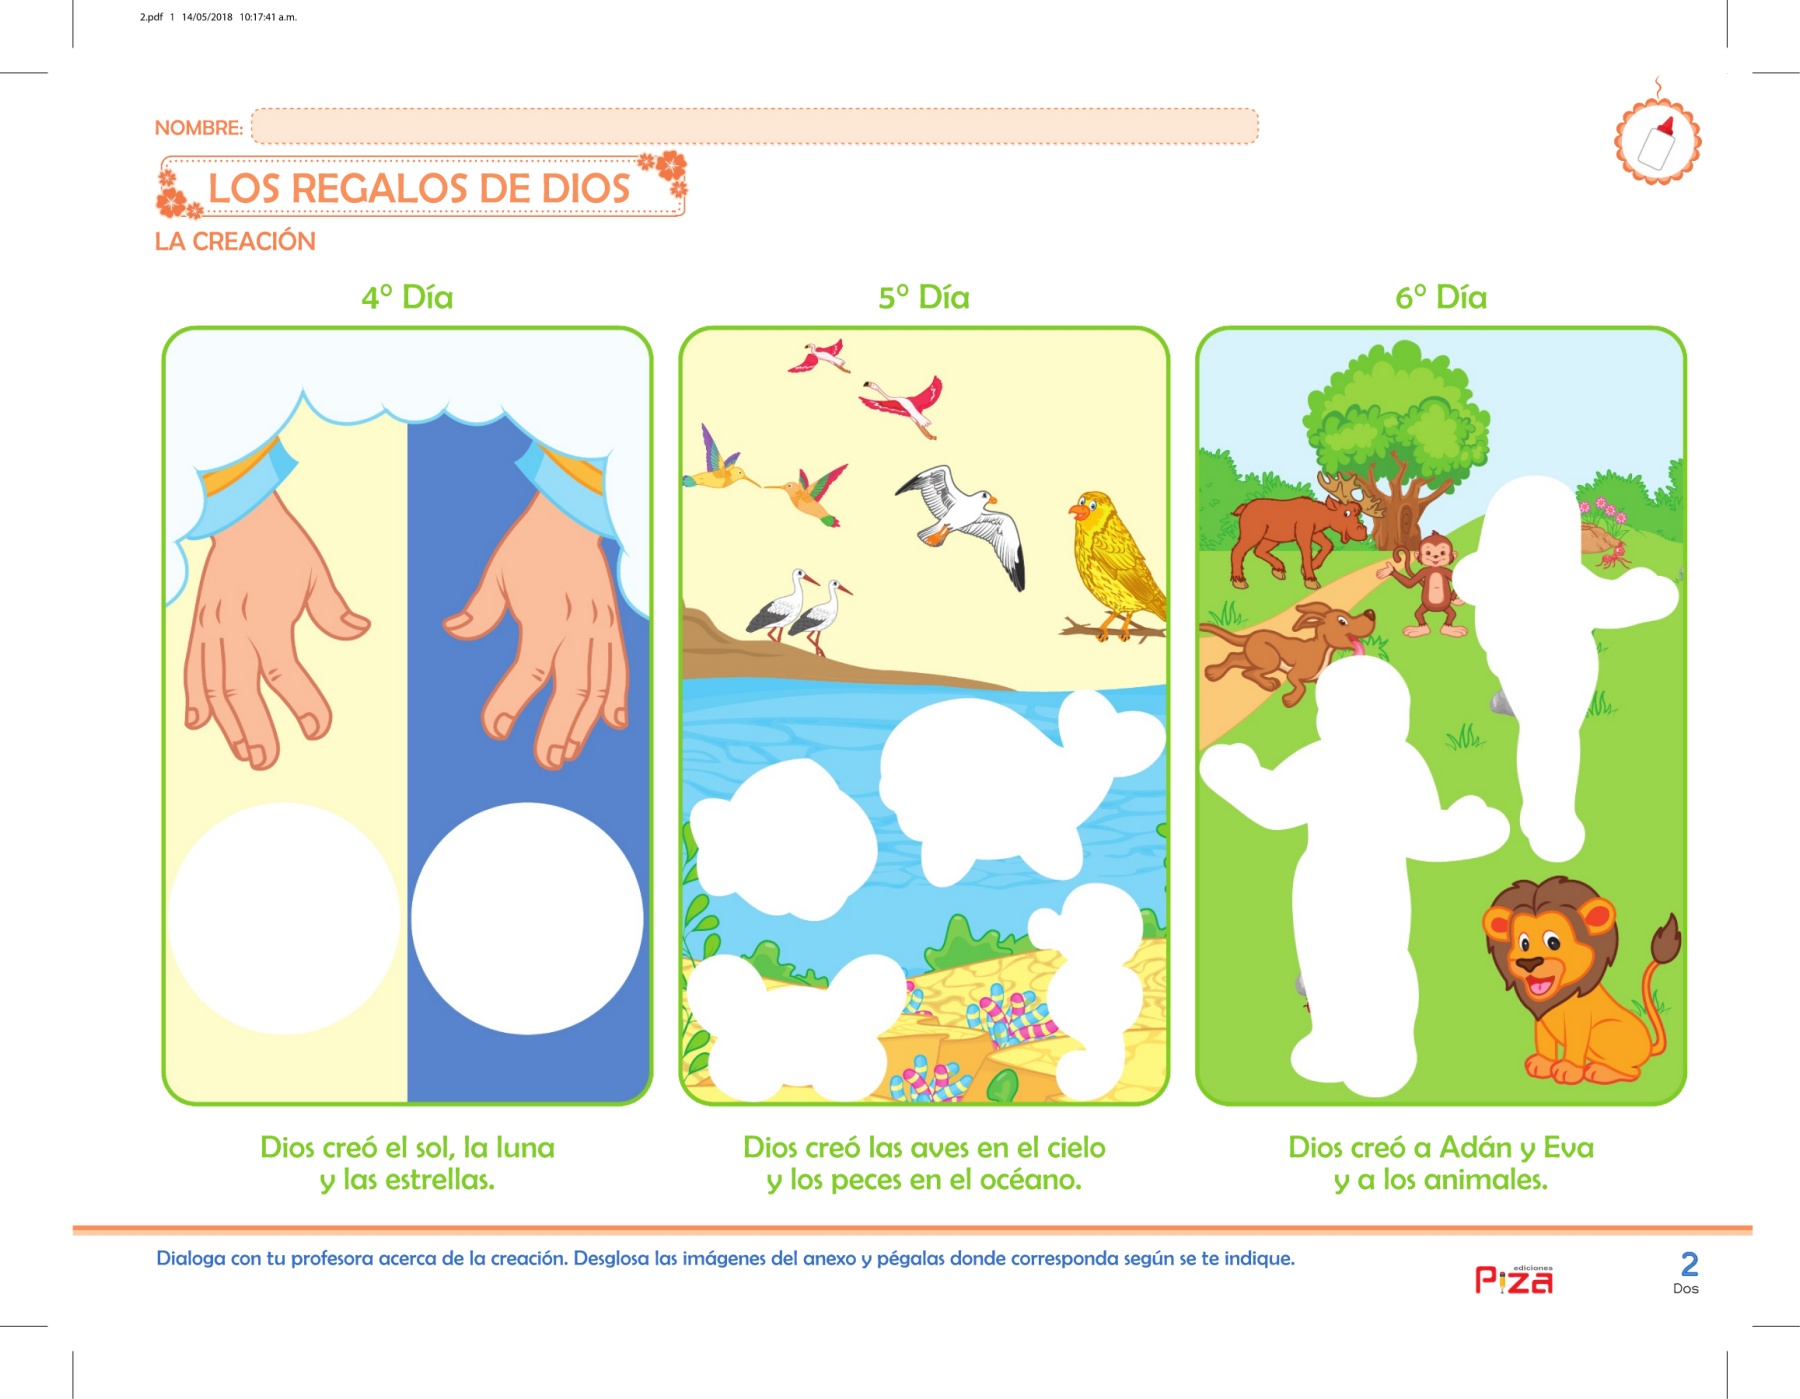 2.pdf 1 14/05/2018 10:17:41 a.m.
NOMBRE:
LOS REGALOS DE DIOS
LA CREACIÓN
4º Día
5º Día
6º Día
Dios creó el sol, la luna
y las estrellas.
Dios creó las aves en el cielo
y los peces en el océano.
Dios creó a Adán y Eva
y a los animales.
Dialoga con tu profesora acerca de la creación. Desglosa las imágenes del anexo y pégalas donde corresponda según se te indique.
ediciones
Piza
2
Dos